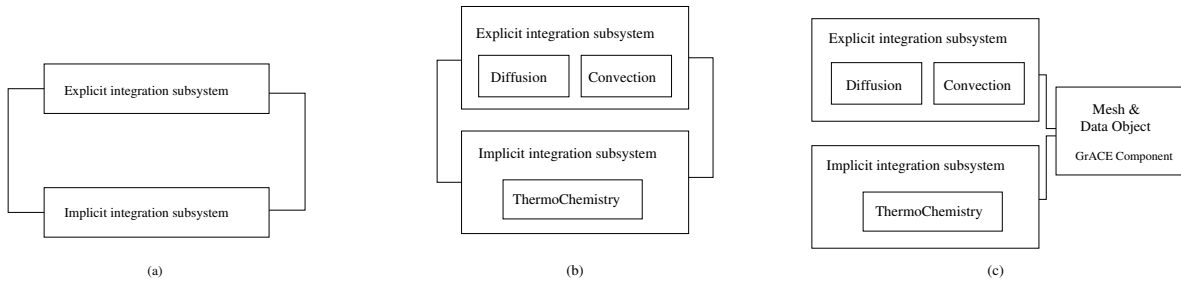 Explicit integration subsystem
Implicit integration subsystem
(a)
Explicit integration subsystem
Diffusion
Convection
Implicit integration subsystem
ThermoChemistry
(b)
Explicit integration subsystem
Diffusion
Convection
Implicit integration subsystem
ThermoChemistry
Mesh &
Data Object
GrACE Component
(c)